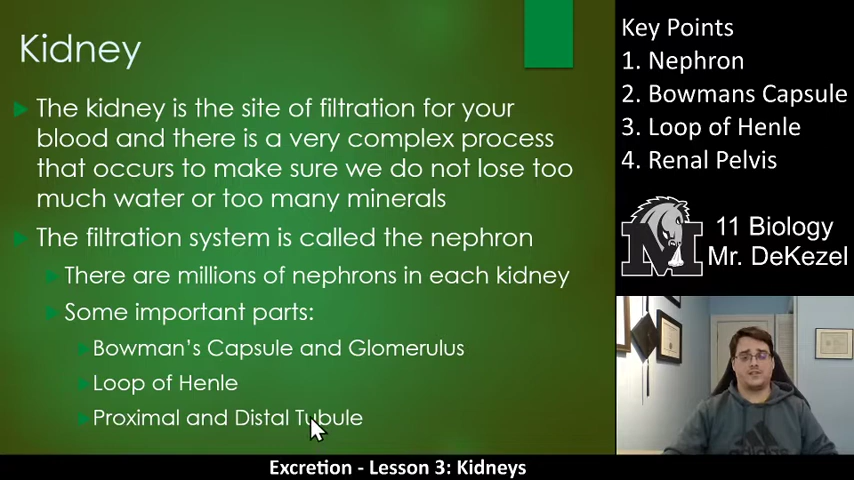 Kidney
The kidney is the site of filtration for your
blood and there is a very complex process
that occurs to make sure we do not lose too
much water or too many minerals
The filtration system is called the nephron
There are millions of nephrons in each kidney
Some important parts:
Bowman's Capsule and Glomerulus
Loop of Henle
Proximal and Distal Tubule
Key Points
1. Nephron
2. Bowmans Capsule
3. Loop of Henle
4. Renal Pelvis
M
11 Biology
Mr. DeKezel
adidas
Excretion - Lesson 3: Kidneys